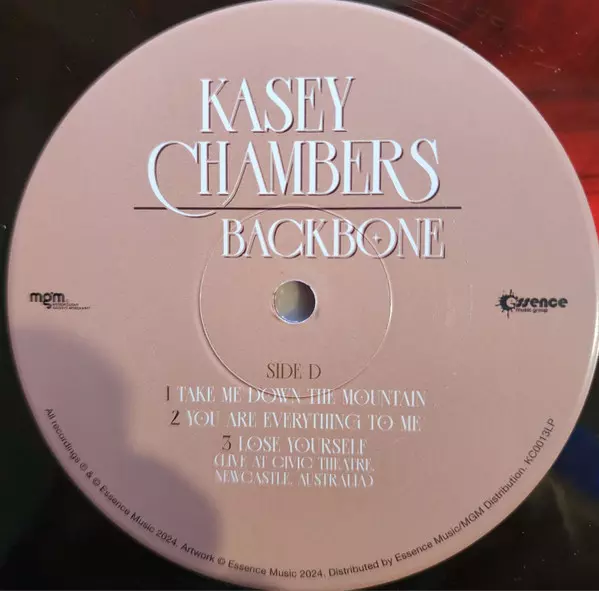 KASEY
CHAMBERS
BACKBONE
mgm
essence
music group
SIDE D
1 TAKE ME DOWN THE MOUNTAIN
2 YOU ARE EVERYTHING TO ME
3 LOSE YOURSELF
(LIVE AT CIVIC THEATRE,
NEWCASTLE, AUSTRALIA)
All recordings ℗ & © Essence Music 2024. Artwork © Essence Music 2024. Distributed by Essence Music/MGM Distribution. KC0013LP